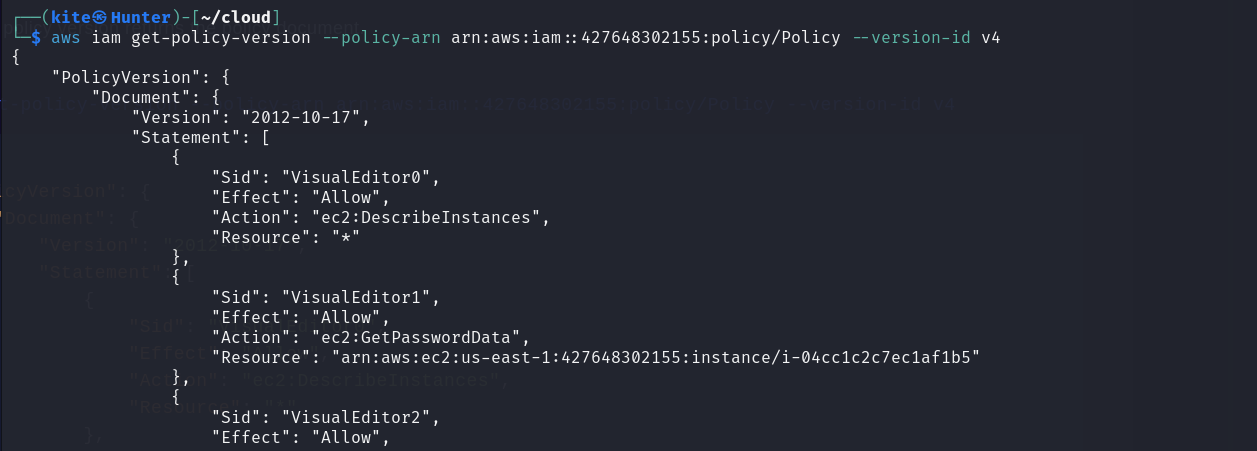 ┌──(kite㉿Hunter)-[~/cloud]
└─$ aws iam get-policy-version --policy-arn arn:aws:iam::427648302155:policy/Policy --version-id v4
{
    "PolicyVersion": {
        "Document": {
            "Version": "2012-10-17",
            "Statement": [
                {
                    "Sid": "VisualEditor0",
                    "Effect": "Allow",
                    "Action": "ec2:DescribeInstances",
                    "Resource": "*"
                },
                {
                    "Sid": "VisualEditor1",
                    "Effect": "Allow",
                    "Action": "ec2:GetPasswordData",
                    "Resource": "arn:aws:ec2:us-east-1:427648302155:instance/i-04cc1c2c7ec1af1b5"
                },
                {
                    "Sid": "VisualEditor2",
                    "Effect": "Allow",